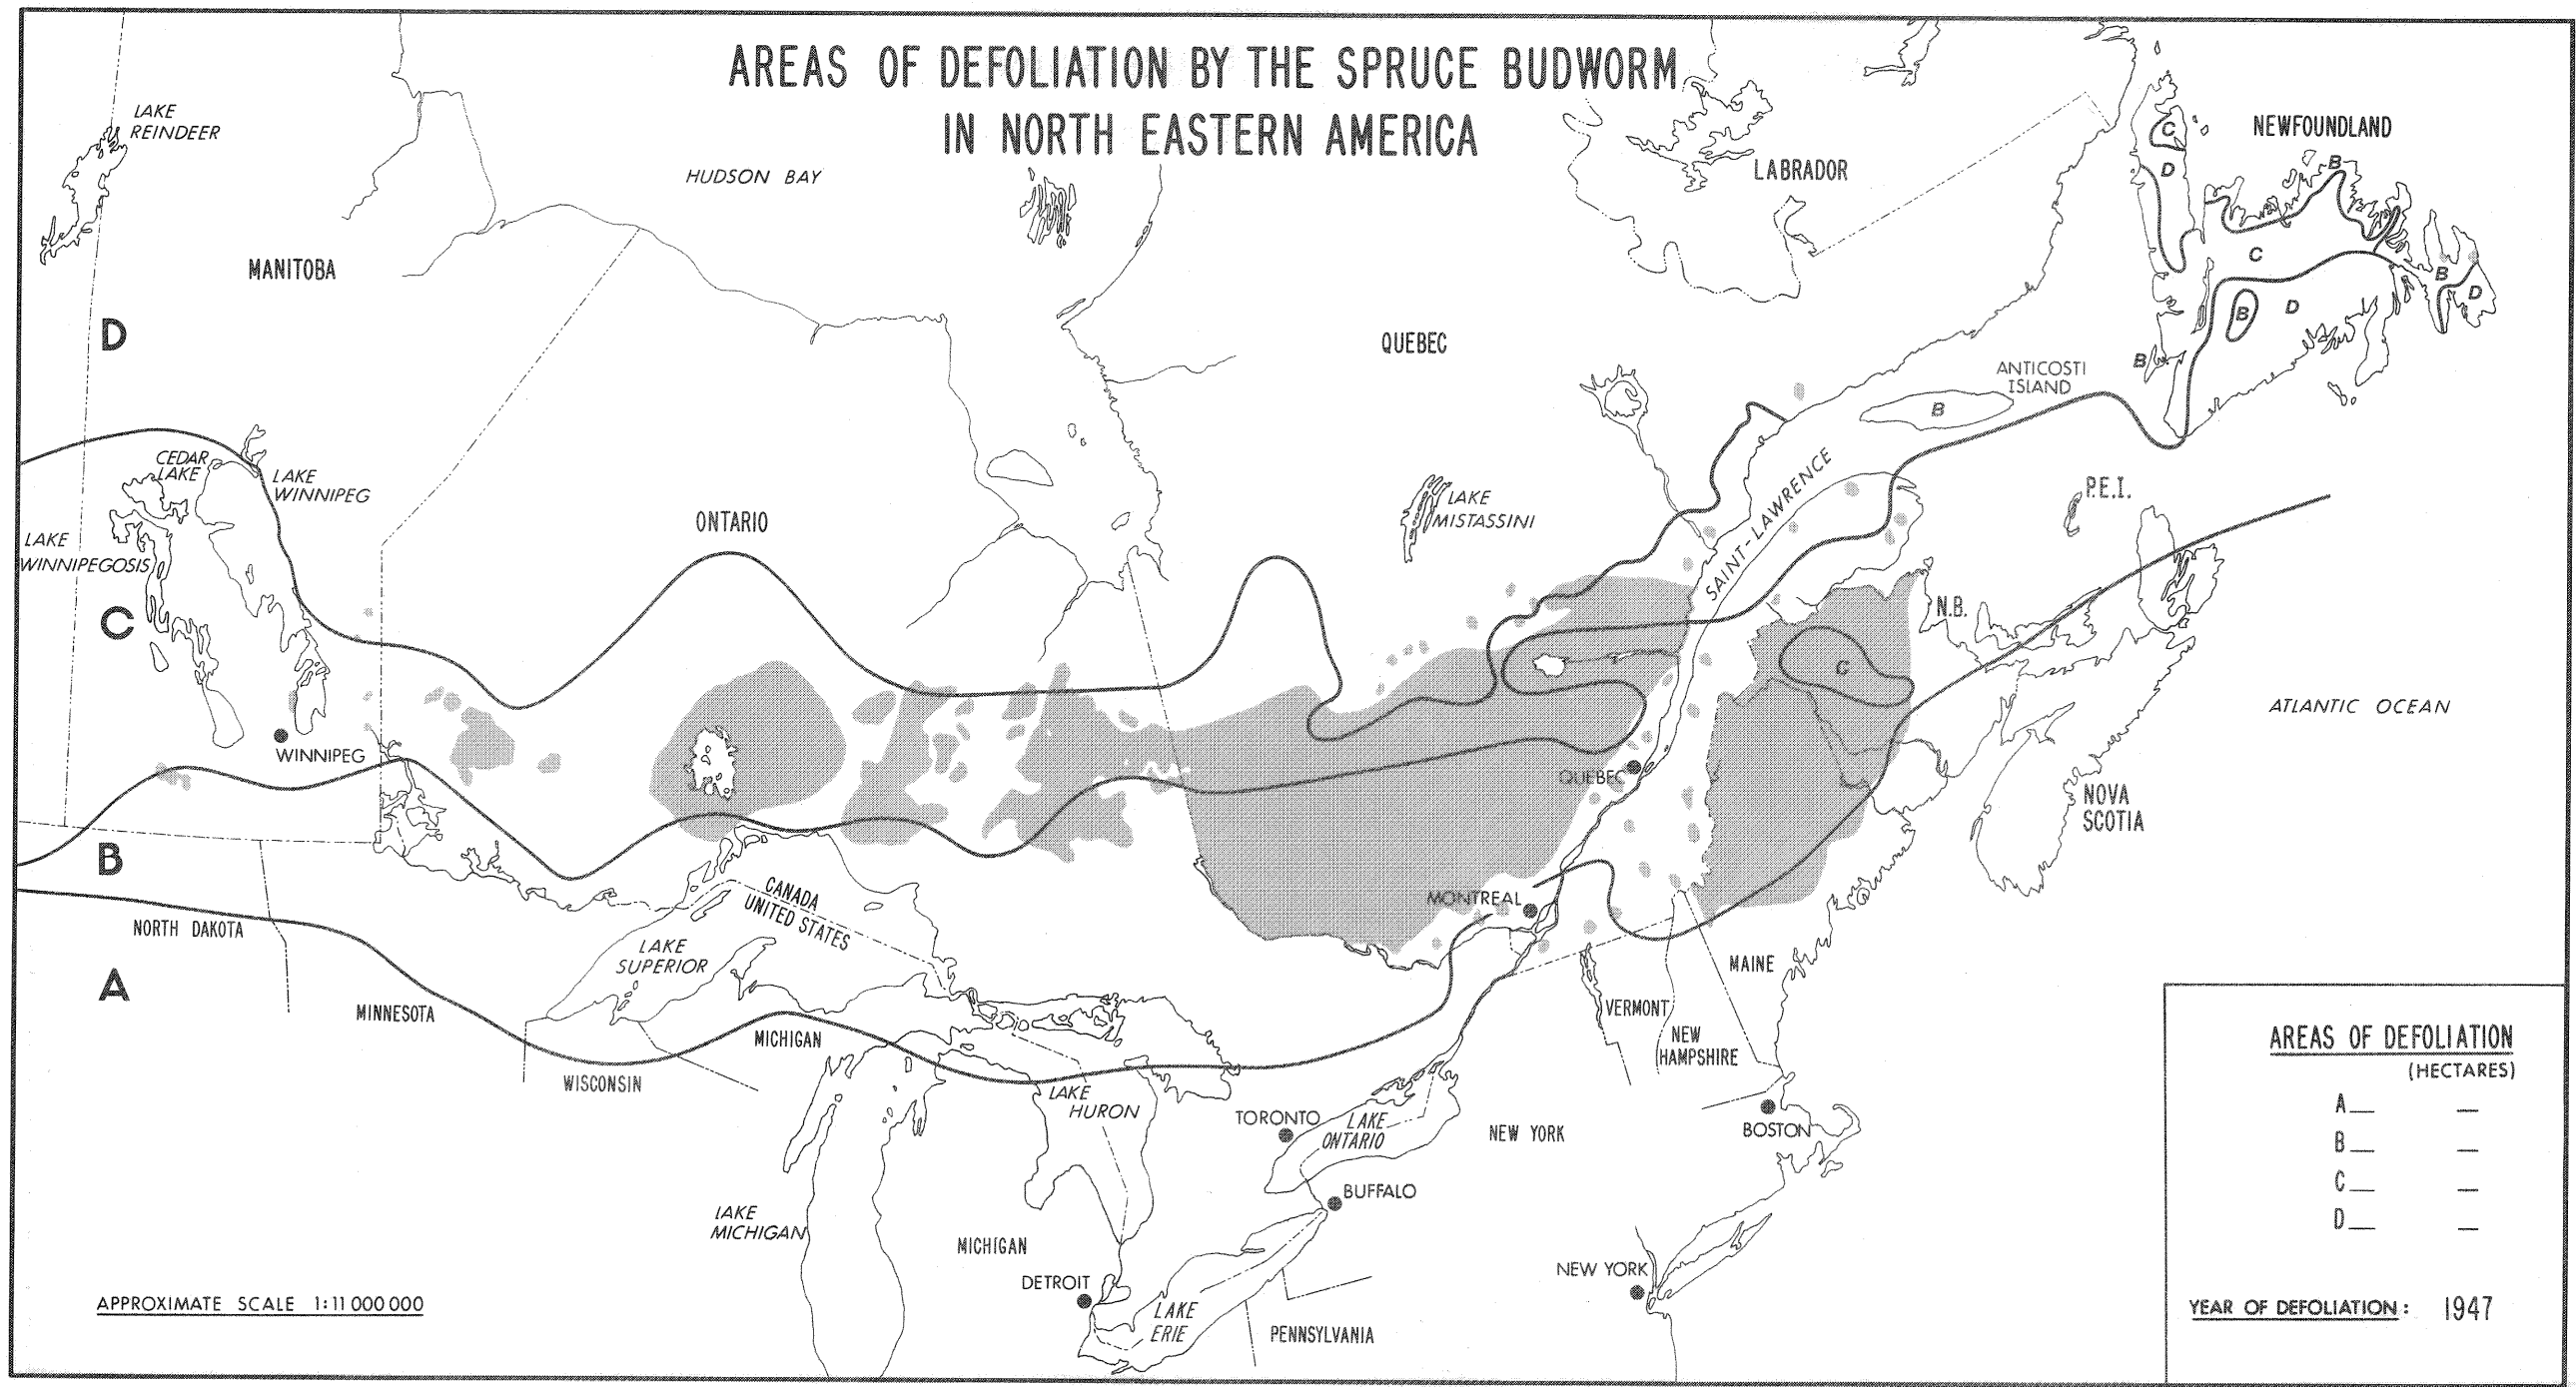 AREAS OF DEFOLIATION BY THE SPRUCE BUDWORM
IN NORTH EASTERN AMERICA
LAKE
REINDEER
HUDSON BAY
LABRADOR
NEWFOUNDLAND
C
D
B
C
B
D
B
D
B
MANITOBA
D
QUEBEC
ANTICOSTI
ISLAND
B
CEDAR
LAKE
LAKE
WINNIPEG
LAKE
WINNIPEGOSIS
ONTARIO
LAKE
MISTASSINI
SAINT-LAWRENCE
P.E.I.
N.B.
C
C
WINNIPEG
QUEBEC
ATLANTIC OCEAN
NOVA
SCOTIA
B
CANADA
UNITED STATES
MONTREAL
NORTH DAKOTA
LAKE
SUPERIOR
MAINE
A
MINNESOTA
MICHIGAN
VERMONT
NEW
HAMPSHIRE
WISCONSIN
LAKE
HURON
TORONTO
LAKE
ONTARIO
NEW YORK
BOSTON
BUFFALO
LAKE
MICHIGAN
MICHIGAN
DETROIT
NEW YORK
LAKE
ERIE
PENNSYLVANIA
APPROXIMATE SCALE 1:11 000 000
AREAS OF DEFOLIATION
(HECTARES)
A__ —
B__ —
C__ —
D__ —
YEAR OF DEFOLIATION: 1947